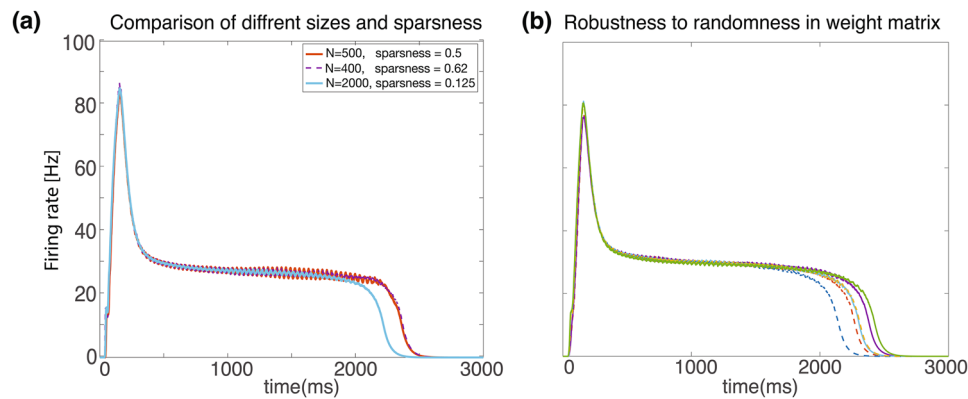 (a) Comparison of diffrent sizes and sparsness
100
80
60
40
20
0
Firing rate [Hz]
N=500, sparsness = 0.5
N=400, sparsness = 0.62
N=2000, sparsness = 0.125
0 1000 2000 3000
time(ms)
(b) Robustness to randomness in weight matrix
0 1000 2000 3000
time(ms)